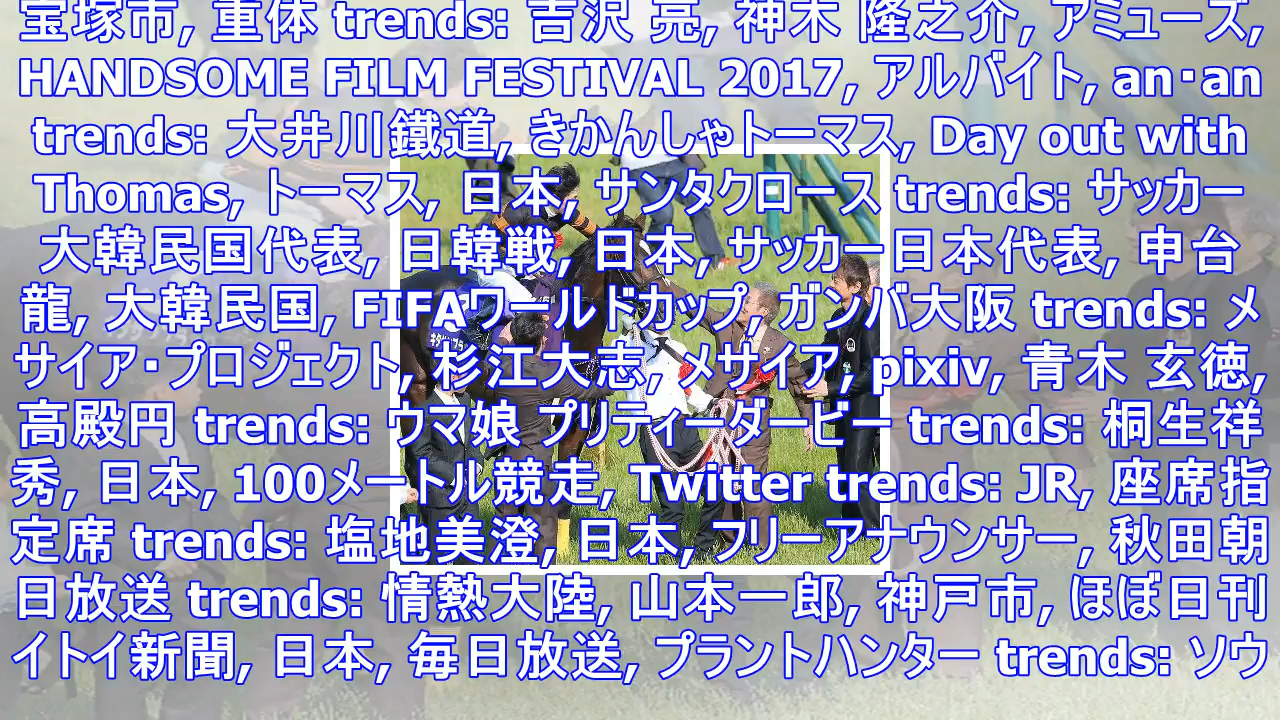 宝塚市, 重体 trends: 吉沢 亮, 神木 隆之介, アミューズ,
HANDSOME FILM FESTIVAL 2017, アルバイト, an・an
trends: 大井川鐵道, きかんしゃトーマス, Day out with
Thomas, トーマス, 日本, サンタクロース trends: サッカー
大韓民国代表, 日韓戦, 日本, サッカー日本代表, 申台
龍, 大韓民国, FIFAワールドカップ, ガンバ大阪 trends: メ
サイア・プロジェクト, 杉江大志, メサイア, pixiv, 青木 玄徳,
高殿円 trends: ウマ娘 プリティーダービー trends: 桐生祥
秀, 日本, 100メートル競走, Twitter trends: JR, 座席指
定席 trends: 塩地美澄, 日本, フリーアナウンサー, 秋田朝
日放送 trends: 情熱大陸, 山本一郎, 神戸市, ほぼ日刊
イトイ新聞, 日本, 毎日放送, プラントハンター trends: ソウ